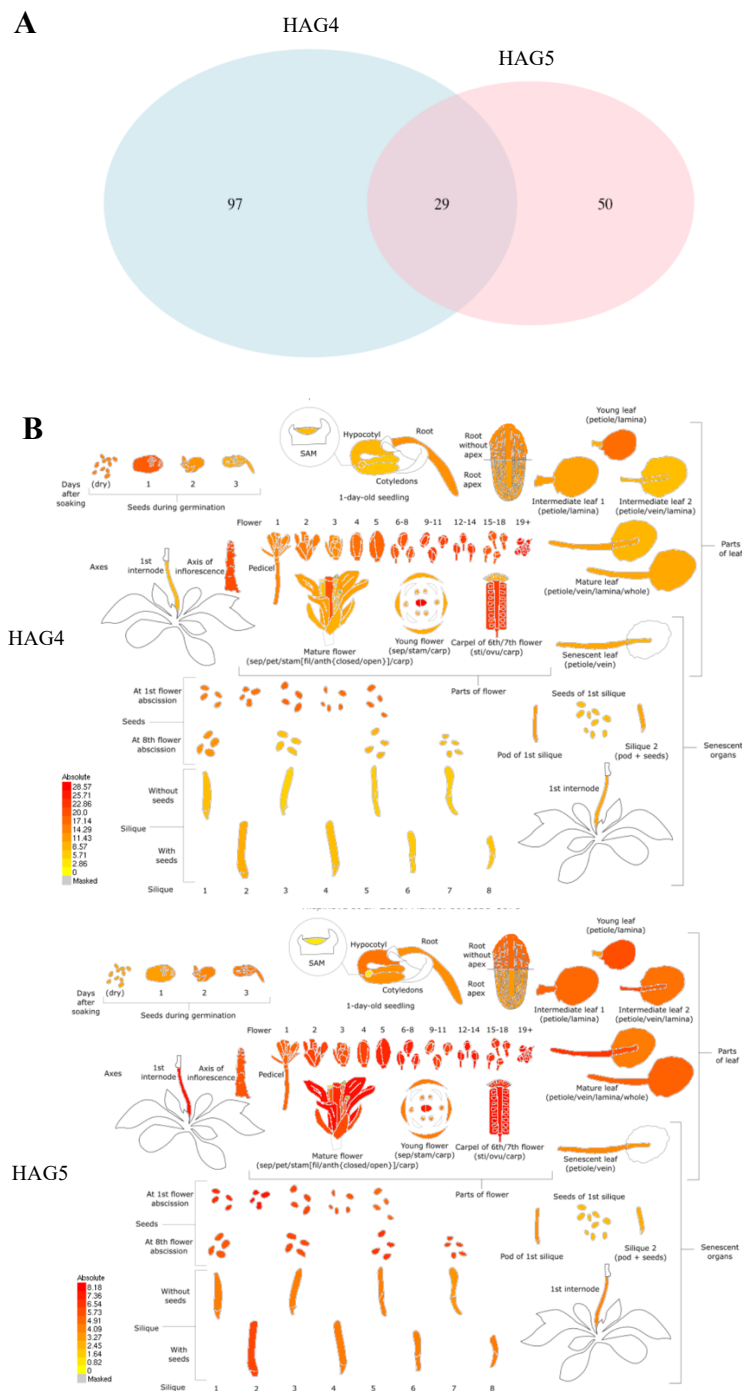 A
HAG4
HAG5
97
29
50
B
Young leaf
(petiole/lamina)
Hypocotyl
Root
Root
without
apex
SAM
Root
apex
Cotyledons
1-day-old seedling
Intermediate leaf 1
(petiole/lamina)
Intermediate leaf 2
(petiole/vein/lamina)
Days
after
soaking
(dry)
1
2
3
Seeds during germination
Flower
1
2
3
4
5
6-8
9-11
12-14
15-18
19+
Parts
of leaf
Axes
1st
internode
Axis of
inflorescence
Pedicel
Mature leaf
(petiole/vein/lamina/whole)
HAG4
Mature flower
(sep/pet/stam[fil/anth{closed/open}]/carp)
Young flower
(sep/stam/carp)
Carpel of 6th/7th flower
(sti/ovu/carp)
Senescent leaf
(petiole/vein)
Parts of flower
At 1st flower
abscission
Seeds
At 8th flower
abscission
Seeds of 1st silique
Pod of 1st silique
Silique 2
(pod + seeds)
Senescent
organs
Without
seeds
Silique
With
seeds
1st internode
Absolute
28.57
25.71
22.86
20.0
17.14
14.29
11.43
8.57
5.71
2.86
0
Masked
Silique
1
2
3
4
5
6
7
8
Young leaf
(petiole/lamina)
Hypocotyl
Root
Root
without
apex
SAM
Root
apex
Cotyledons
1-day-old seedling
Intermediate leaf 1
(petiole/lamina)
Intermediate leaf 2
(petiole/vein/lamina)
Days
after
soaking
(dry)
1
2
3
Seeds during germination
Flower
1
2
3
4
5
6-8
9-11
12-14
15-18
19+
Parts
of leaf
Axes
1st
internode
Axis of
inflorescence
Pedicel
Mature leaf
(petiole/vein/lamina/whole)
Mature flower
(sep/pet/stam[fil/anth{closed/open}]/carp)
Young flower
(sep/stam/carp)
Carpel of 6th/7th flower
(sti/ovu/carp)
Senescent leaf
(petiole/vein)
HAG5
Parts of flower
At 1st flower
abscission
Seeds
At 8th flower
abscission
Seeds of 1st silique
Pod of 1st silique
Silique 2
(pod + seeds)
Senescent
organs
Without
seeds
Silique
With
seeds
1st internode
Absolute
8.18
7.36
6.54
5.73
4.91
4.09
3.27
2.45
1.64
0.82
0
Masked
Silique
1
2
3
4
5
6
7
8